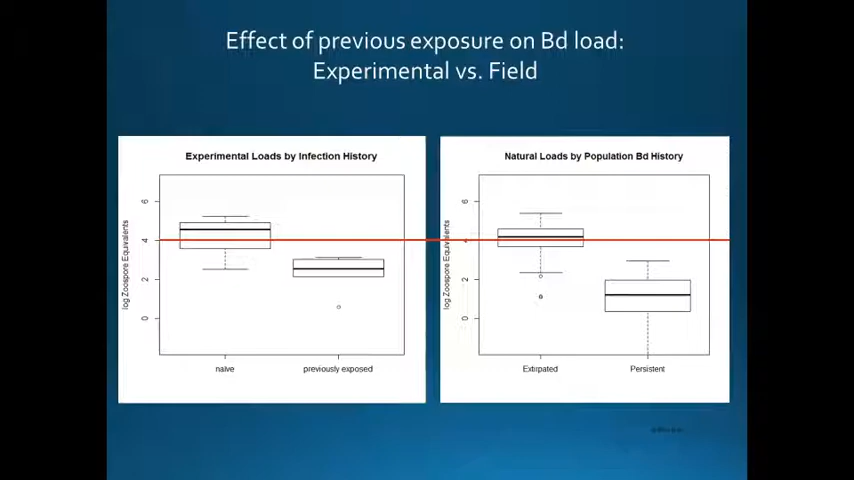 Effect of previous exposure on Bd load:
Experimental vs. Field
Experimental Loads by Infection History
log Zoospore Equivalents
6
4
2
0
naïve
previously exposed
Natural Loads by Population Bd History
log Zoospore Equivalents
6
4
2
0
Extirpated
Persistent